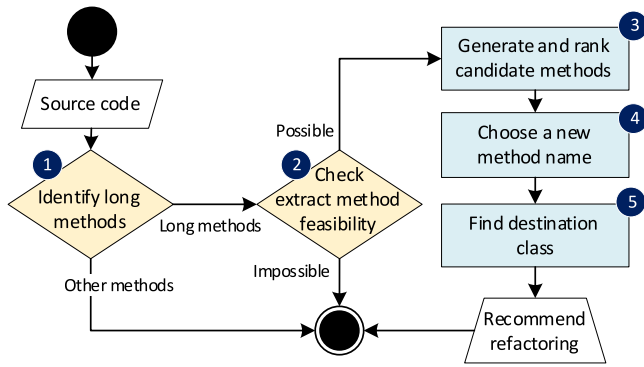 Source code
1
Identify long
methods
Long methods
Other methods
2
Check
extract method
feasibility
Possible
Impossible
3
Generate and rank
candidate methods
4
Choose a new
method name
5
Find destination
class
Recommend
refactoring